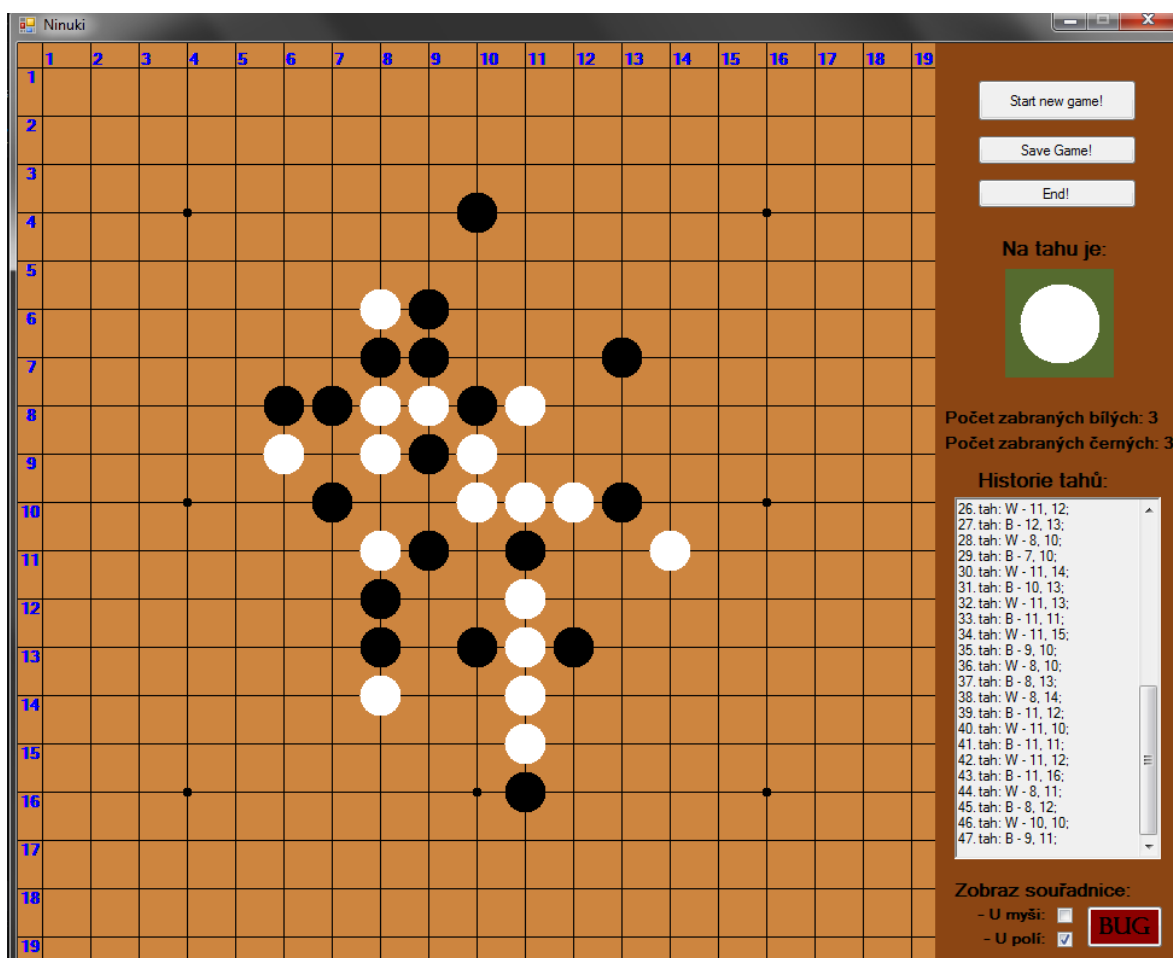 Ninuki
1 2 3 4 5 6 7 8 9 10 11 12 13 14 15 16 17 18 19
1
2
3
4
5
6
7
8
9
10
11
12
13
14
15
16
17
18
19
Start new game!
Save Game!
End!
Na tahu je:
Počet zabraných bílých: 3
Počet zabraných černých: 3
Historie tahů:
26. tah: W - 11, 12;
27. tah: B - 12, 13;
28. tah: W - 8, 10;
29. tah: B - 7, 10;
30. tah: W - 11, 14;
31. tah: B - 10, 13;
32. tah: W - 11, 13;
33. tah: B - 11, 11;
34. tah: W - 11, 15;
35. tah: B - 9, 10;
36. tah: W - 8, 10;
37. tah: B - 8, 13;
38. tah: W - 8, 14;
39. tah: B - 11, 12;
40. tah: W - 11, 10;
41. tah: B - 11, 11;
42. tah: W - 11, 12;
43. tah: B - 11, 16;
44. tah: W - 8, 11;
45. tah: B - 8, 12;
46. tah: W - 10, 10;
47. tah: B - 9, 11;
Zobraz souřadnice:
- U myši:
- U polí:
BUG